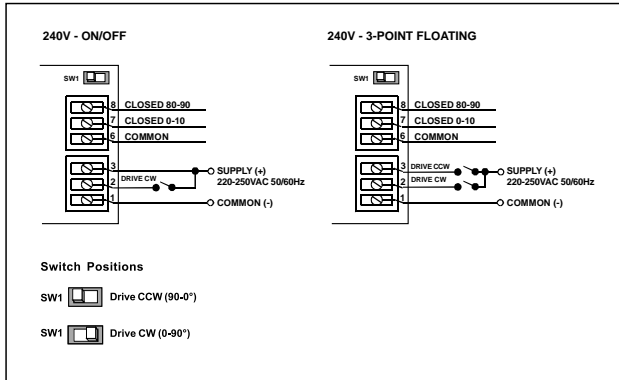 240V - ON/OFF
SW1
8 CLOSED 80-90
7 CLOSED 0-10
6 COMMON
3
SUPPLY (+)
DRIVE CW
2
220-250VAC 50/60Hz
1
COMMON (-)
240V - 3-POINT FLOATING
SW1
8 CLOSED 80-90
7 CLOSED 0-10
6 COMMON
3 DRIVE CCW
SUPPLY (+)
2 DRIVE CW
220-250VAC 50/60Hz
1
COMMON (-)
Switch Positions
SW1 Drive CCW (90-0°)
SW1 Drive CW (0-90°)